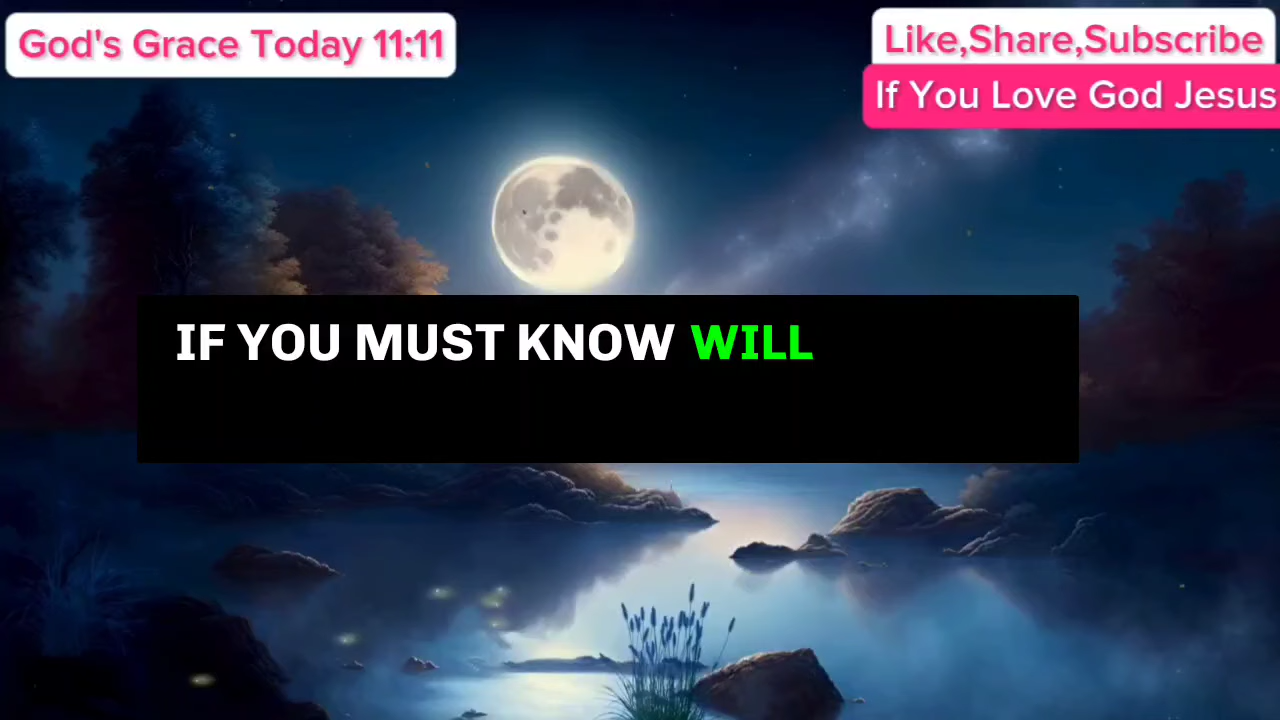 God's Grace Today 11:11
Like,Share,Subscribe
If You Love God Jesus
IF YOU MUST KNOW WILL